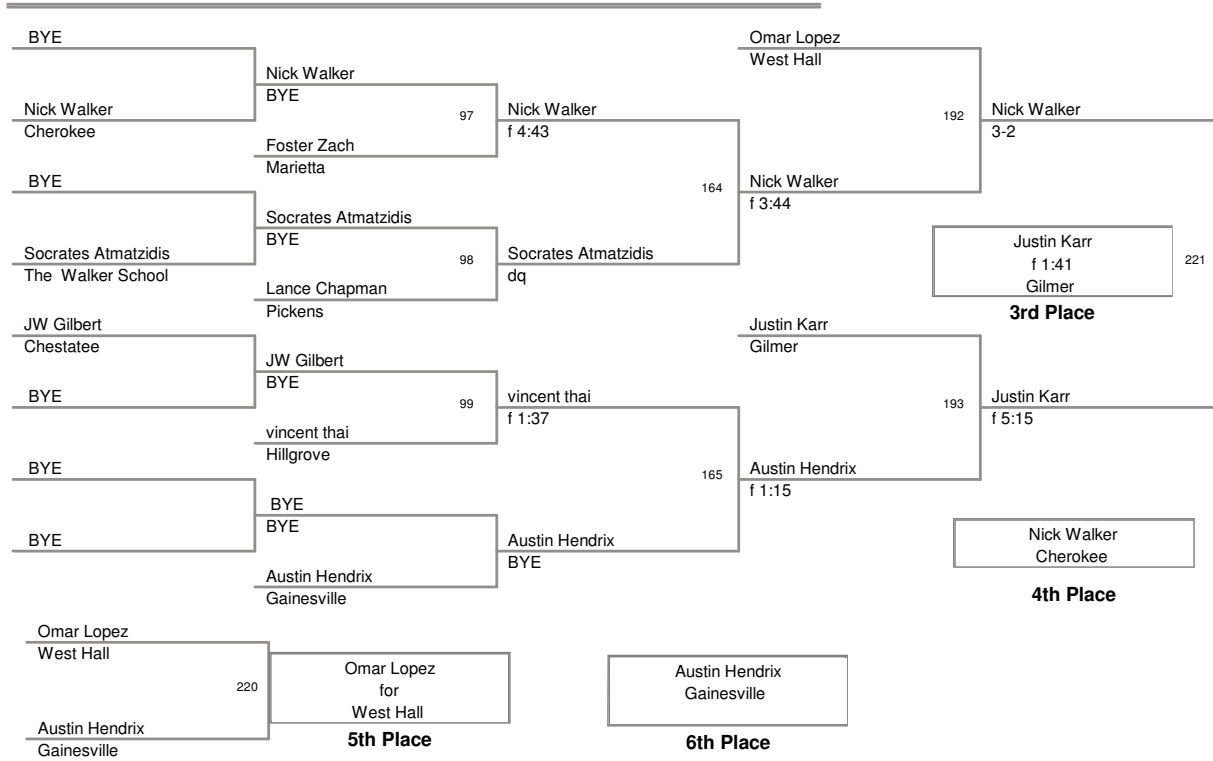 BYE
Nick Walker
Cherokee
BYE
Socrates Atmatzidis
The Walker School
JW Gilbert
Chestatee
BYE
BYE
BYE
Nick Walker
BYE
97
Foster Zach
Marietta
Socrates Atmatzidis
BYE
98
Lance Chapman
Pickens
JW Gilbert
BYE
99
vincent thai
Hillgrove
BYE
BYE
Austin Hendrix
Gainesville
Nick Walker
f 4:43
164
Socrates Atmatzidis
dq
vincent thai
f 1:37
165
Austin Hendrix
BYE
Omar Lopez
West Hall
192
Nick Walker
f 3:44
Justin Karr
Gilmer
193
Austin Hendrix
f 1:15
Nick Walker
3-2
Justin Karr
f 1:41
Gilmer
221
3rd Place
Justin Karr
f 5:15
Nick Walker
Cherokee
4th Place
Omar Lopez
West Hall
220
Austin Hendrix
Gainesville
Omar Lopez
for
West Hall
5th Place
Austin Hendrix
Gainesville
6th Place